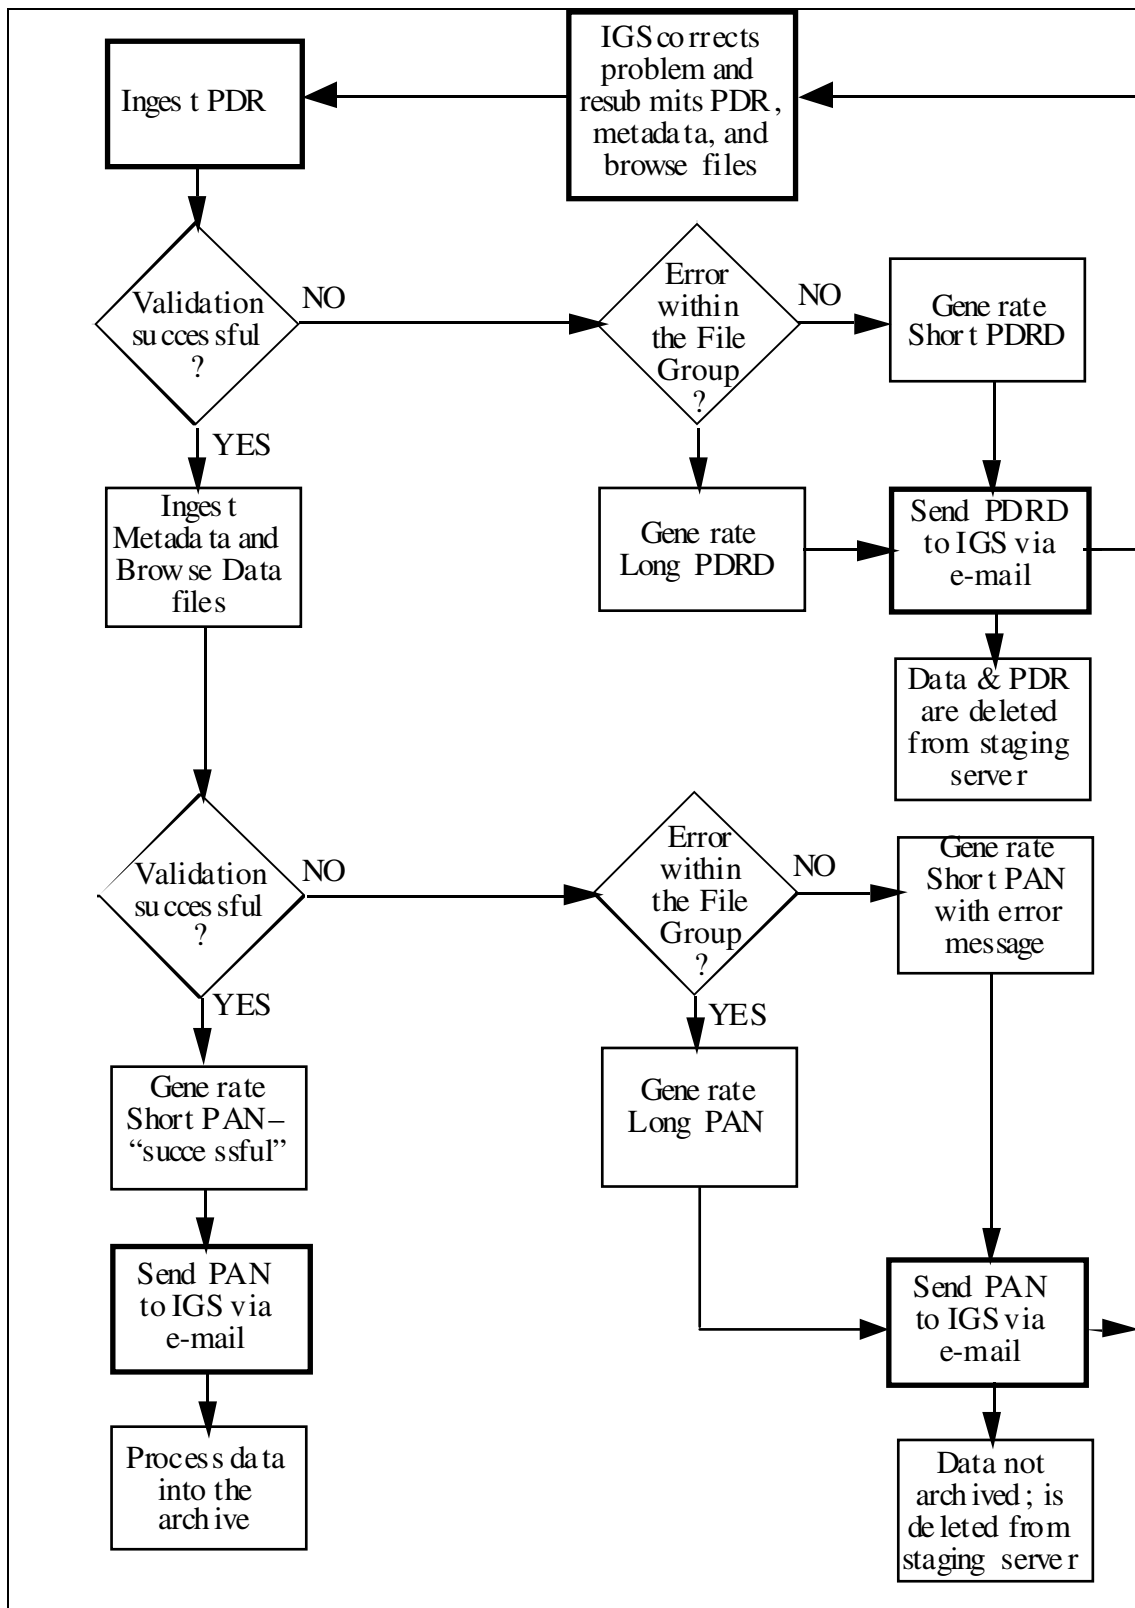 Ingest PDR
IGS corrects
problem and
resubmits PDR,
metadata, and
browse files
Validation
successful
?
NO
Error
within
the File
Group
?
NO
Generate
Short PDRD
YES
Ingest
Metadata and
Browse Data
files
Generate
Long PDRD
Send PDRD
to IGS via
e-mail
Data & PDR
are deleted
from staging
server
Validation
successful
?
NO
Error
within
the File
Group
?
NO
Generate
Short PAN
with error
message
YES
YES
Generate
Short PAN–
“successful”
Generate
Long PAN
Send PAN
to IGS via
e-mail
Send PAN
to IGS via
e-mail
Process data
into the
archive
Data not
archived; is
deleted from
staging server